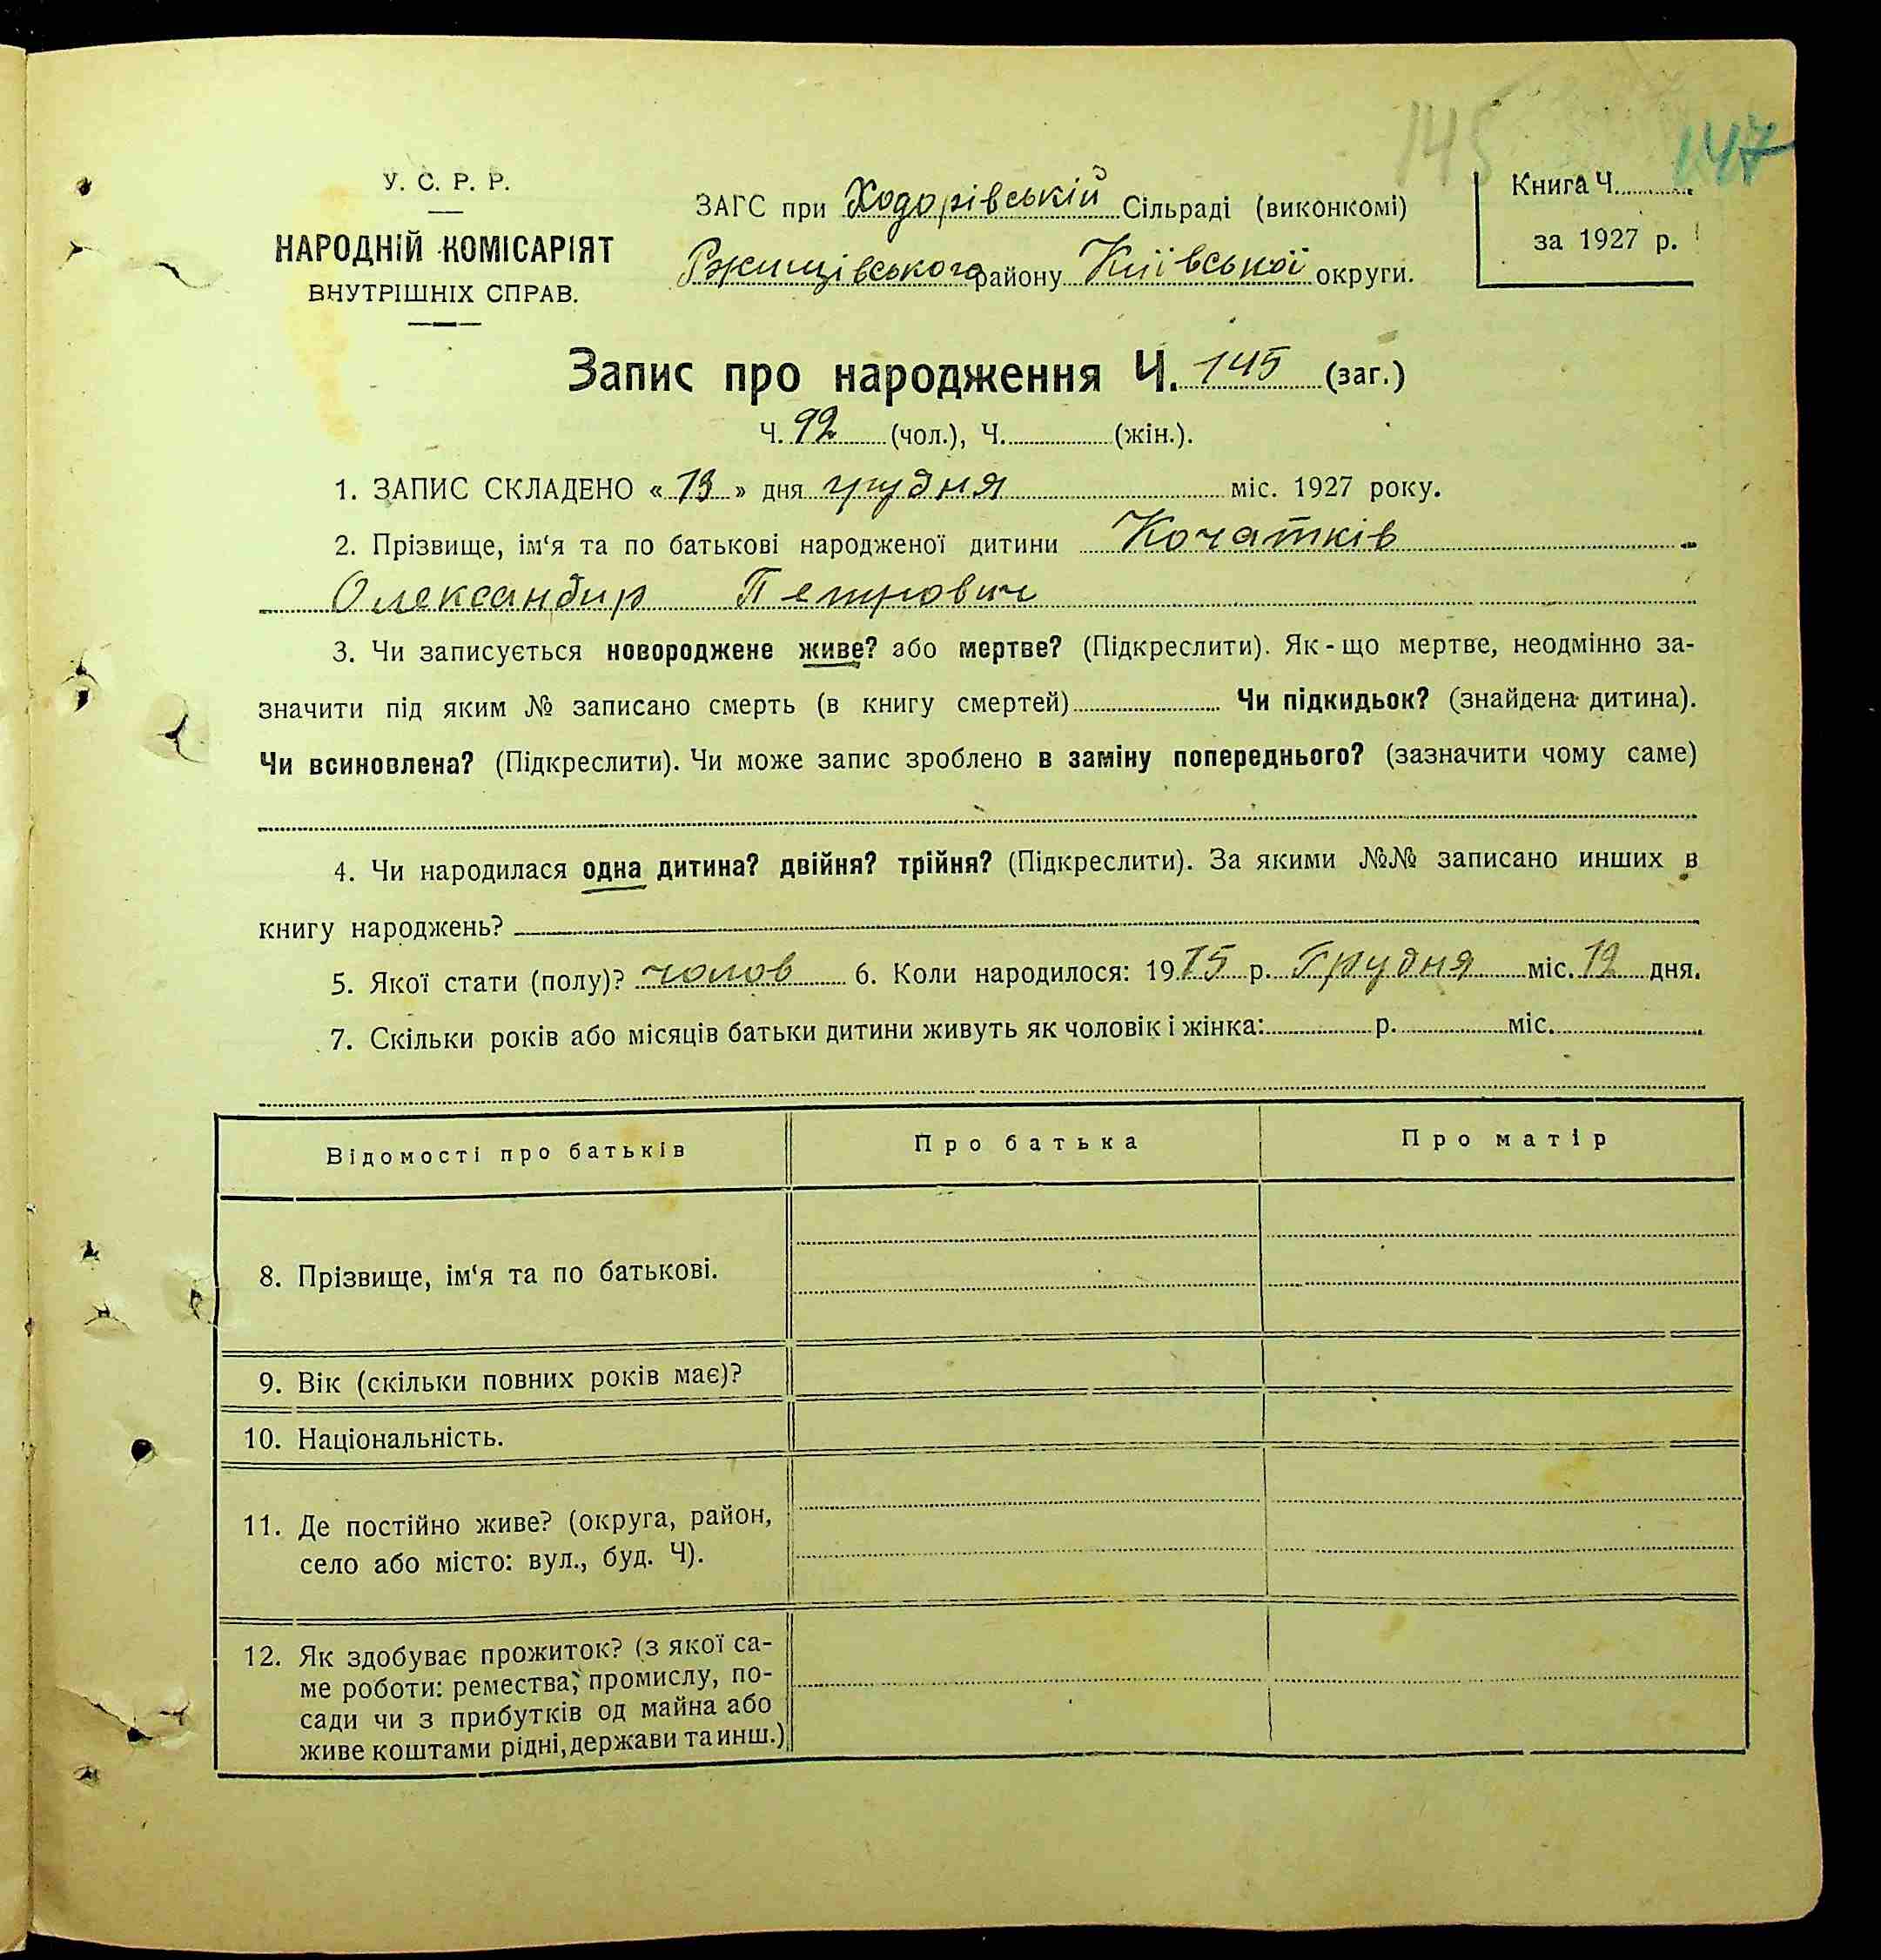 145
147
У. С. Р. Р.
НАРОДНІЙ КОМІСАРІЯТ
ВНУТРІШНІХ СПРАВ.
ЗАГС при Ходорівській Сільраді (виконкомі)
Ржищівського району Київської округи.
Книга Ч.
за 1927 р.
Запис про народження Ч. 145 (заг.)
Ч. 92 (чол.), Ч. (жін.).
1. ЗАПИС СКЛАДЕНО « 13 » дня грудня міс. 1927 року.
2. Прізвище, ім‘я та по батькові народженої дитини Кочатків
Олександир Петрович
3. Чи записується новороджене живе? або мертве? (Підкреслити). Як-що мертве, неодмінно за-
значити під яким № записано смерть (в книгу смертей) Чи підкидьок? (знайдена дитина).
Чи всиновлена? (Підкреслити). Чи може запис зроблено в заміну попереднього? (зазначити чому саме)
4. Чи народилася одна дитина? двійня? трійня? (Підкреслити). За якими №№ записано инших в
книгу народжень?
5. Якої стати (полу)? чолов 6. Коли народилося: 1915 р. Грудня міс. 12 дня.
7. Скільки років або місяців батьки дитини живуть як чоловік і жінка: р. міс.
Відомості про батьків Про батька Про матір
8. Прізвище, ім‘я та по батькові.
9. Вік (скільки повних років має)?
10. Національність.
11. Де постійно живе? (округа, район,
село або місто: вул., буд. Ч).
12. Як здобуває прожиток? (з якої са-
ме роботи: ремества, промислу, по-
сади чи з прибутків од майна або
живе коштами рідні, держави та инш.)